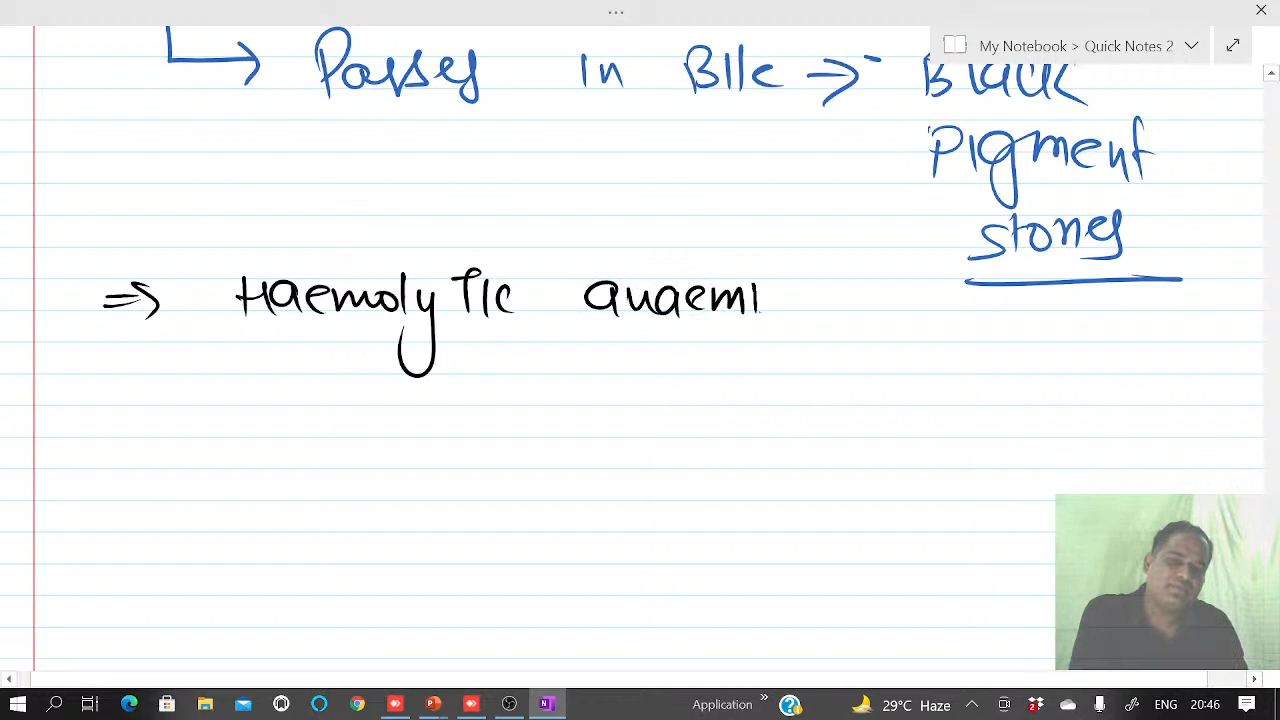 ...
My Notebook > Quick Notes 2
Passes in Bile → Black
Pigment
stones
⇒ Haemolytic anaemi
Application
29°C Haze
ENG
20:46